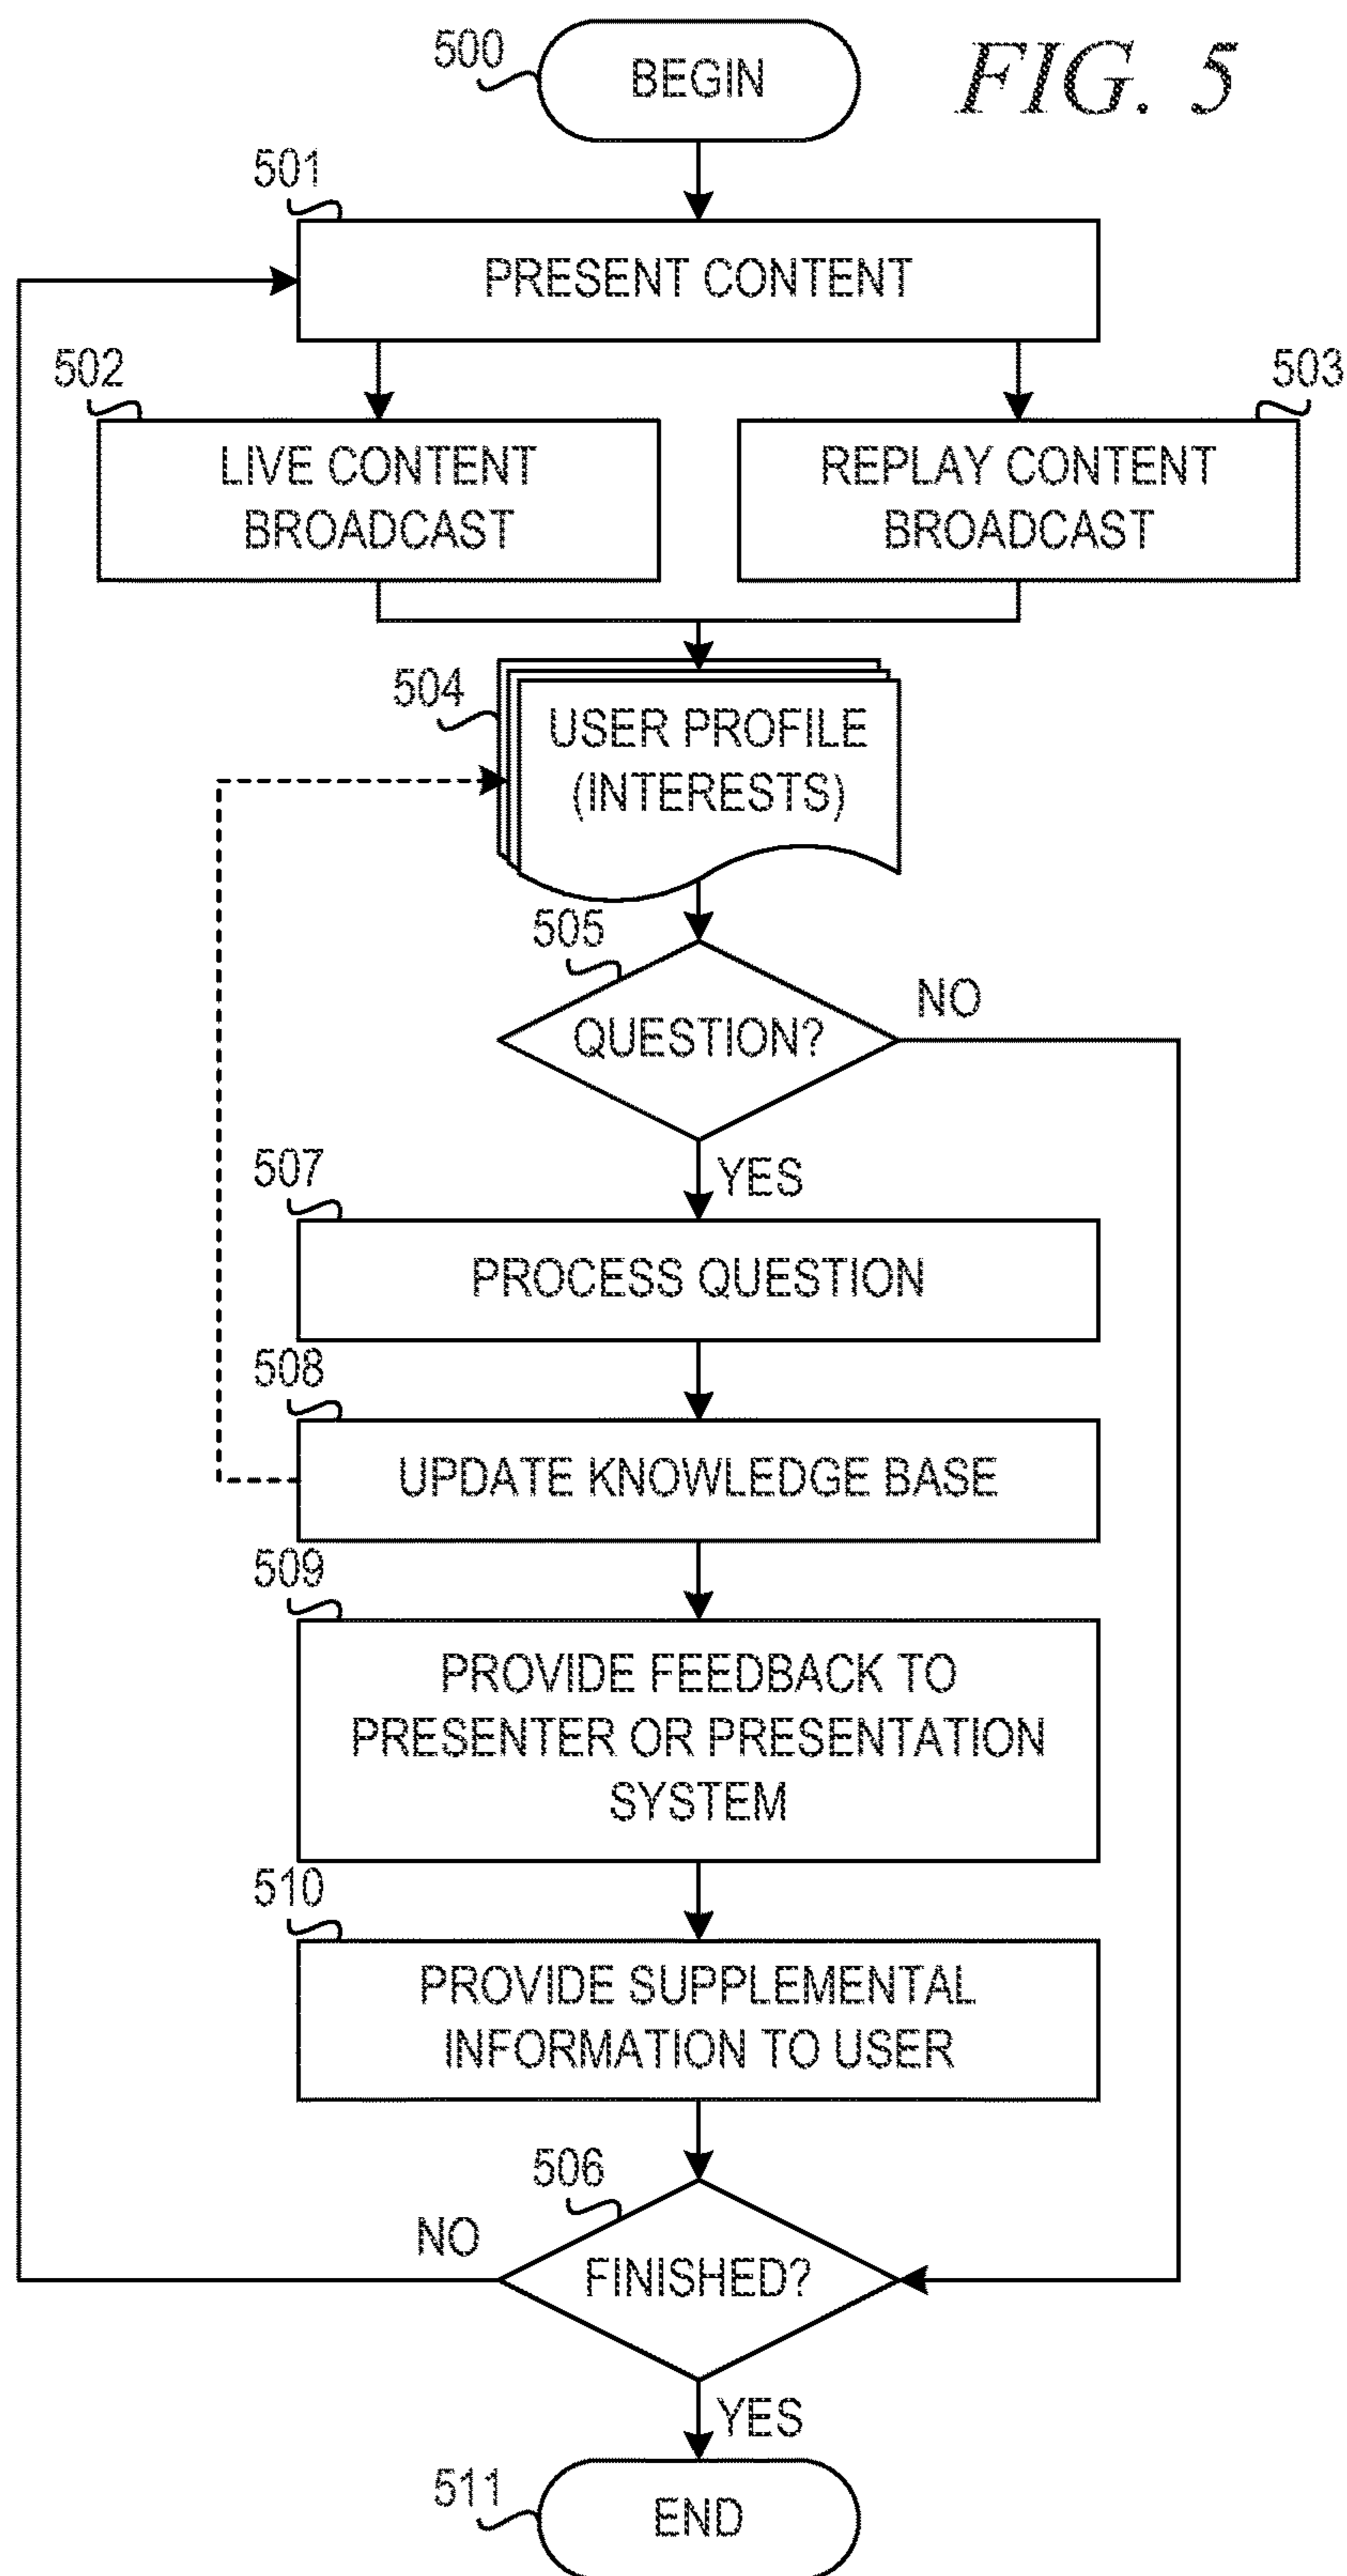 500
BEGIN
FIG. 5
501
PRESENT CONTENT
502
503
LIVE CONTENT
BROADCAST
REPLAY CONTENT
BROADCAST
504
USER PROFILE
(INTERESTS)
505
QUESTION?
NO
YES
507
PROCESS QUESTION
508
UPDATE KNOWLEDGE BASE
509
PROVIDE FEEDBACK TO
PRESENTER OR PRESENTATION
SYSTEM
510
PROVIDE SUPPLEMENTAL
INFORMATION TO USER
506
NO
FINISHED?
YES
511
END